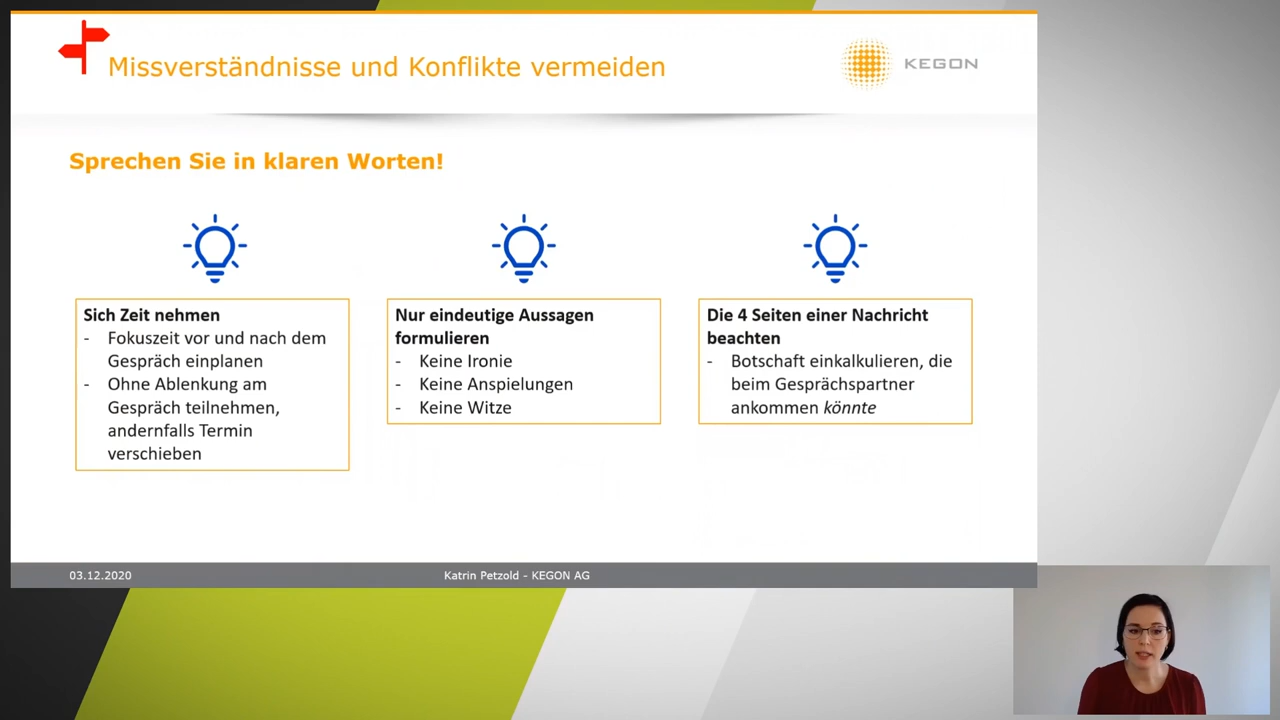 Missverständnisse und Konflikte vermeiden
KEGON
Sprechen Sie in klaren Worten!
Sich Zeit nehmen
- Fokuszeit vor und nach dem
Gespräch einplanen
- Ohne Ablenkung am
Gespräch teilnehmen,
andernfalls Termin
verschieben
Nur eindeutige Aussagen
formulieren
- Keine Ironie
- Keine Anspielungen
- Keine Witze
Die 4 Seiten einer Nachricht
beachten
- Botschaft einkalkulieren, die
beim Gesprächspartner
ankommen könnte
03.12.2020
Katrin Petzold - KEGON AG